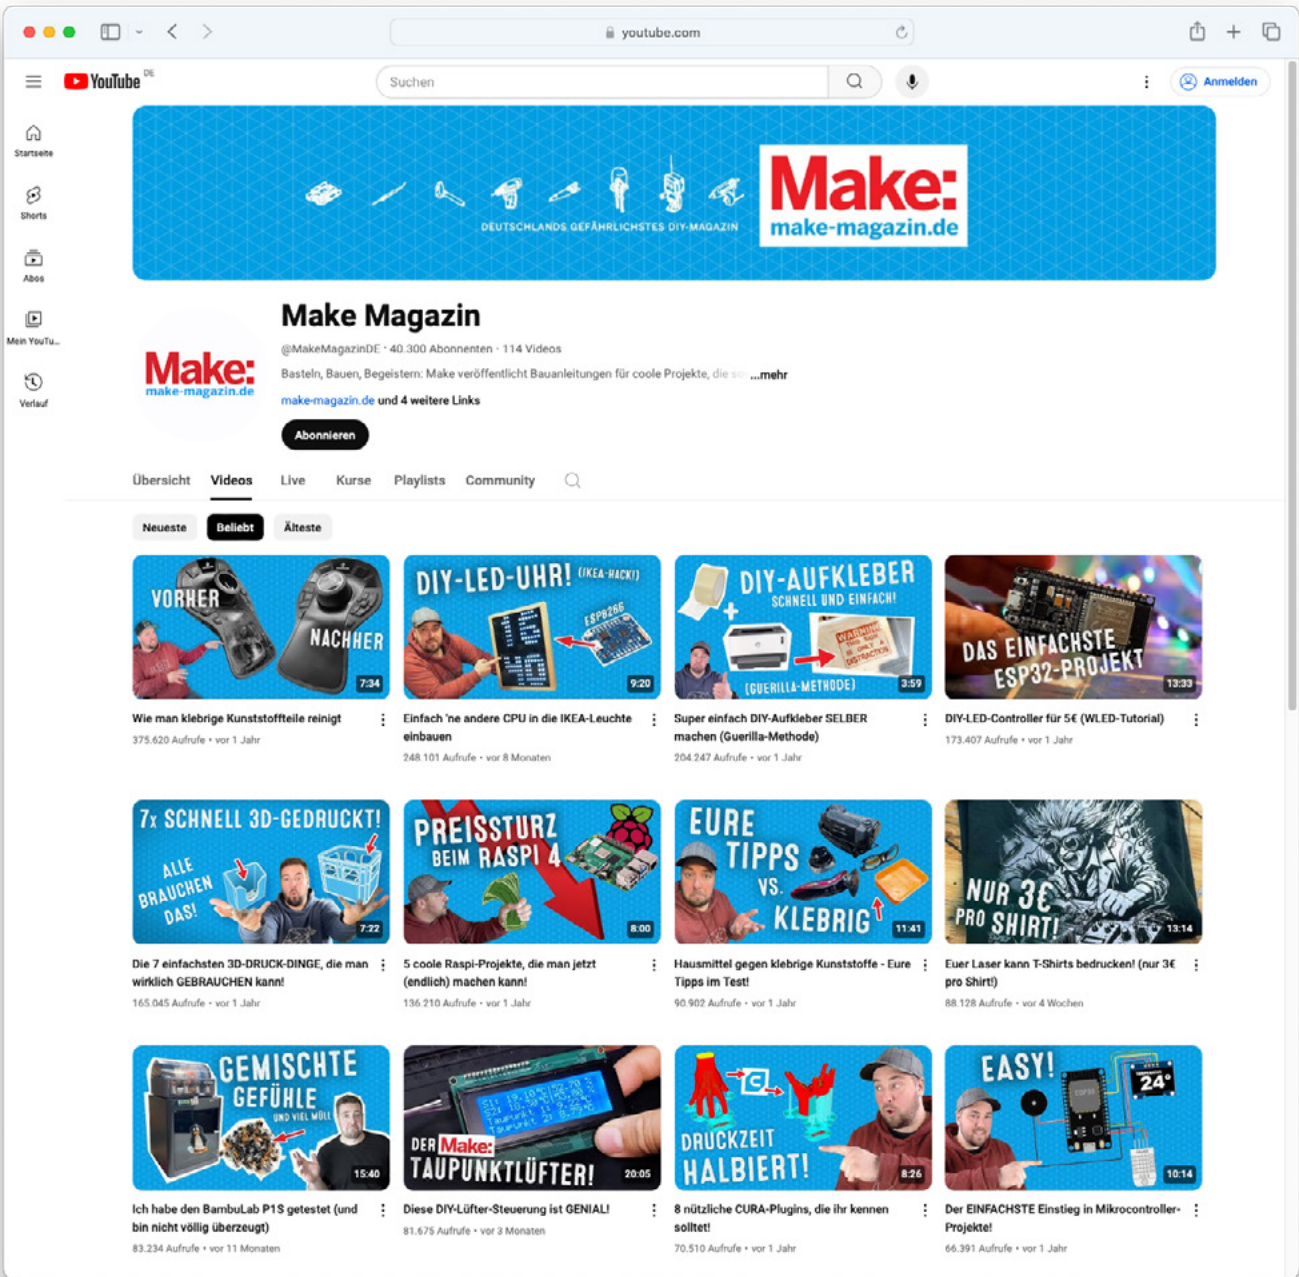 youtube.com
YouTube DE
Suchen
Anmelden
Startseite
Shorts
Abos
Mein YouTu...
Verlauf
DEUTSCHLANDS GEFÄHRLICHSTES DIY-MAGAZIN
Make:
make-magazin.de
Make:
make-magazin.de
Make Magazin
@MakeMagazinDE · 40.300 Abonnenten · 114 Videos
Basteln, Bauen, Begeistern: Make veröffentlicht Bauanleitungen für coole Projekte, die ...mehr
make-magazin.de und 4 weitere Links
Abonnieren
Übersicht Videos Live Kurse Playlists Community
Neueste Beliebt Älteste
VORHER
NACHHER
7:34
DIY-LED-UHR! (IKEA-HACK!)
ESP8266
9:20
DIY-AUFKLEBER
SCHNELL UND EINFACH!
+
WARNING
THIS SIGN
IS ONLY A
DISTRACTION
(GUERILLA-METHODE)
3:59
DAS EINFACHSTE
ESP32-PROJEKT
13:33
Wie man klebrige Kunststoffteile reinigt
375.620 Aufrufe • vor 1 Jahr
Einfach 'ne andere CPU in die IKEA-Leuchte
einbauen
248.101 Aufrufe • vor 8 Monaten
Super einfach DIY-Aufkleber SELBER
machen (Guerilla-Methode)
204.247 Aufrufe • vor 1 Jahr
DIY-LED-Controller für 5€ (WLED-Tutorial)
173.407 Aufrufe • vor 1 Jahr
7x SCHNELL 3D-GEDRUCKT!
ALLE
BRAUCHEN
DAS!
7:22
PREISSTURZ
BEIM RASPI 4
8:00
EURE
TIPPS
VS.
KLEBRIG
11:41
NUR 3€
PRO SHIRT!
13:14
Die 7 einfachsten 3D-DRUCK-DINGE, die man
wirklich GEBRAUCHEN kann!
165.045 Aufrufe • vor 1 Jahr
5 coole Raspi-Projekte, die man jetzt
(endlich) machen kann!
136.210 Aufrufe • vor 1 Jahr
Hausmittel gegen klebrige Kunststoffe - Eure
Tipps im Test!
90.902 Aufrufe • vor 1 Jahr
Euer Laser kann T-Shirts bedrucken! (nur 3€
pro Shirt!)
88.128 Aufrufe • vor 4 Wochen
GEMISCHTE
GEFÜHLE
UND VIEL MÜLL
15:40
DER Make:
TAUPUNKTLÜFTER!
20:05
DRUCKZEIT
HALBIERT!
8:26
EASY!
ESP32
24°
10:14
Ich habe den BambuLab P1S getestet (und
bin nicht völlig überzeugt)
83.234 Aufrufe • vor 11 Monaten
Diese DIY-Lüfter-Steuerung ist GENIAL!
81.675 Aufrufe • vor 3 Monaten
8 nützliche CURA-Plugins, die ihr kennen
solltet!
70.510 Aufrufe • vor 1 Jahr
Der EINFACHSTE Einstieg in Mikrocontroller-
Projekte!
66.391 Aufrufe • vor 1 Jahr